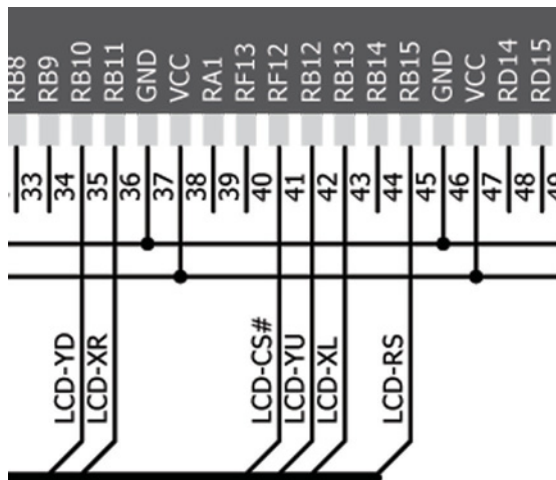 RB8
RB9
RB10
RB11
GND
VCC
RA1
RF13
RF12
RB12
RB13
RB14
RB15
GND
VCC
RD14
RD15
33
34
35
36
37
38
39
40
41
42
43
44
45
46
47
48
49
LCD-YD
LCD-XR
LCD-CS#
LCD-YU
LCD-XL
LCD-RS